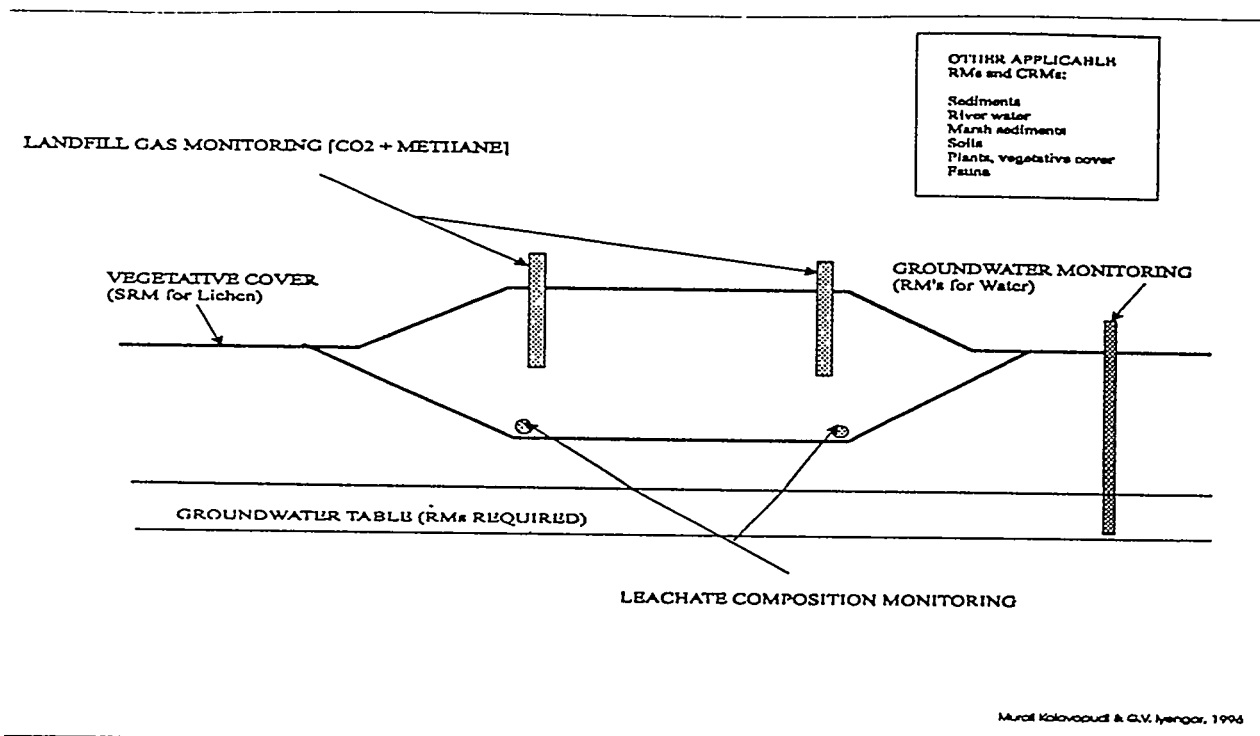 OTHER APPLICABLE
RMs and CRMs:
Sediments
River water
Marsh sediments
Soils
Plants, vegetative cover
Fauna
LANDFILL GAS MONITORING [CO2 + METHANE]
VEGETATIVE COVER
(SRM for Lichen)
GROUNDWATER MONITORING
(RM's for Water)
GROUNDWATER TABLE (RMs REQUIRED)
LEACHATE COMPOSITION MONITORING
Murali Kolavopudi & G.V. Iyengar, 1996